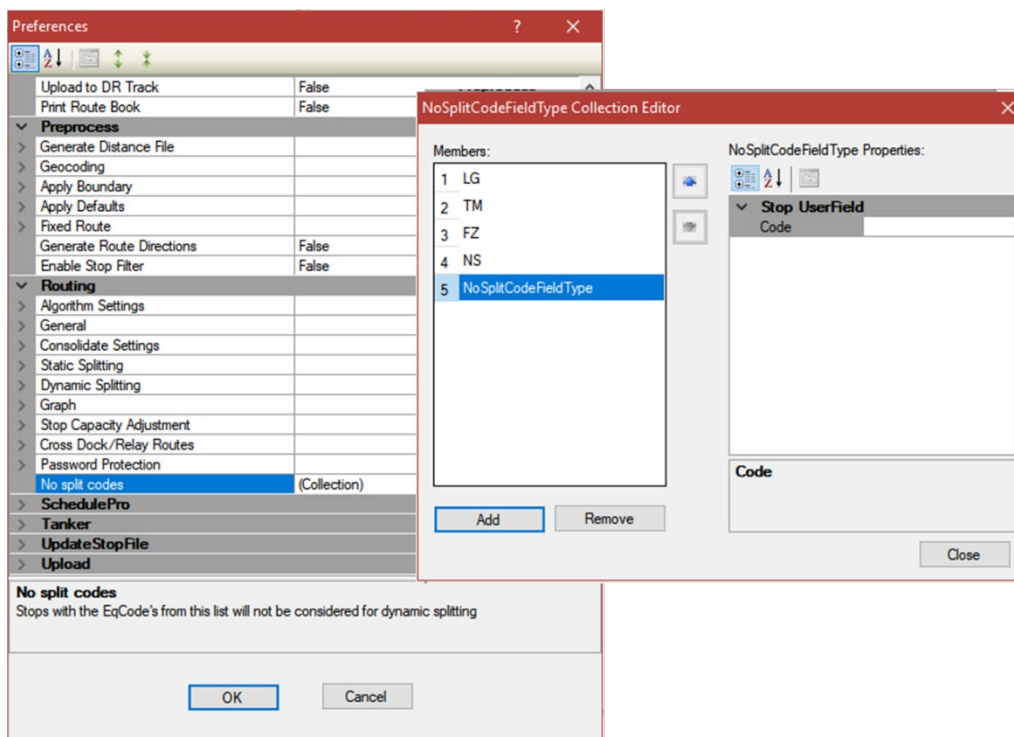 Preferences ? ×
Upload to DR Track False
Print Route Book False
Preprocess
Generate Distance File
Geocoding
Apply Boundary
Apply Defaults
Fixed Route
Generate Route Directions False
Enable Stop Filter False
Routing
Algorithm Settings
General
Consolidate Settings
Static Splitting
Dynamic Splitting
Graph
Stop Capacity Adjustment
Cross Dock/Relay Routes
Password Protection
No split codes (Collection)
SchedulePro
Tanker
UpdateStopFile
Upload
No split codes
Stops with the EqCode's from this list will not be considered for dynamic splitting
OK Cancel
NoSplitCodeFieldType Collection Editor ×
Members:
1 LG
2 TM
3 FZ
4 NS
5 NoSplitCodeFieldType
Add Remove
NoSplitCodeFieldType Properties:
Stop UserField
Code
Code
Close